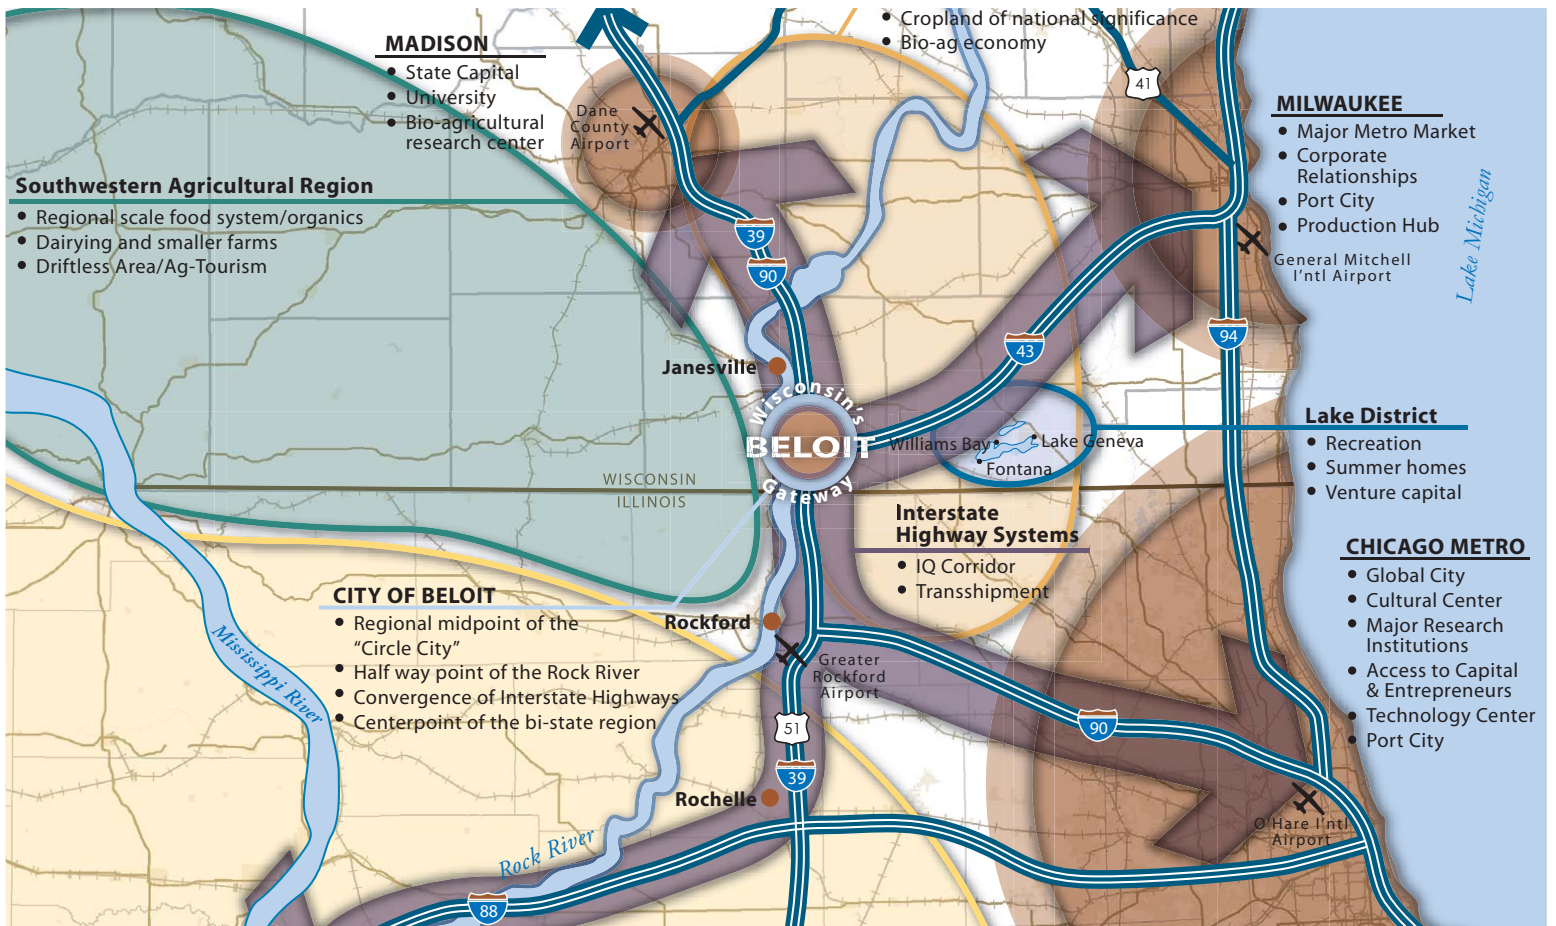 Cropland of national significance
Bio-ag economy
MADISON
State Capital
University
Bio-agricultural
research center
Dane
County
Airport
41
MILWAUKEE
Major Metro Market
Corporate
Relationships
Port City
Production Hub
General Mitchell
I'ntl Airport
Lake Michigan
Southwestern Agricultural Region
Regional scale food system/organics
Dairying and smaller farms
Driftless Area/Ag-Tourism
39
90
43
94
Janesville
Wisconsin's
BELOIT
Gateway
Williams Bay
Lake Geneva
Fontana
Lake District
Recreation
Summer homes
Venture capital
WISCONSIN
ILLINOIS
Interstate
Highway Systems
IQ Corridor
Transshipment
CHICAGO METRO
Global City
Cultural Center
Major Research
Institutions
Access to Capital
& Entrepreneurs
Technology Center
Port City
CITY OF BELOIT
Regional midpoint of the
“Circle City”
Half way point of the Rock River
Convergence of Interstate Highways
Centerpoint of the bi-state region
Mississippi River
Rockford
Greater
Rockford
Airport
51
90
39
Rochelle
O'Hare I'ntl
Airport
Rock River
88